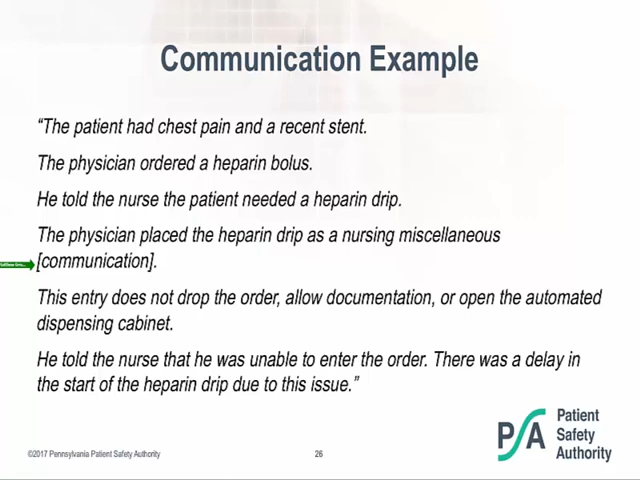 Communication Example
“The patient had chest pain and a recent stent.
The physician ordered a heparin bolus.
He told the nurse the patient needed a heparin drip.
The physician placed the heparin drip as a nursing miscellaneous
[communication].
This entry does not drop the order, allow documentation, or open the automated
dispensing cabinet.
He told the nurse that he was unable to enter the order. There was a delay in
the start of the heparin drip due to this issue.”
PSA
Patient
Safety
Authority
©2017 Pennsylvania Patient Safety Authority
26